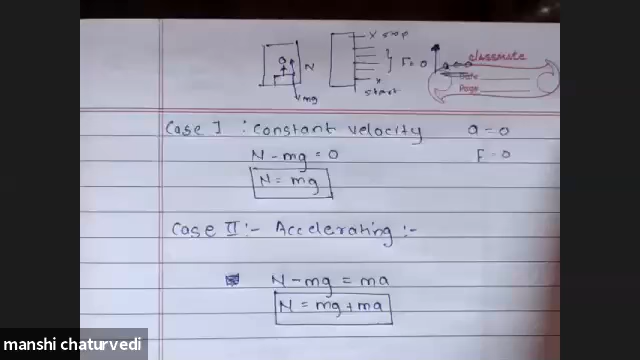 x stop
N
F=0
mg
x
start
classmate
Date
Page
Case I : Constant velocity a = 0
N - mg = 0 F = 0
N = mg
Case II :- Accelerating :-
N - mg = ma
N = mg + ma
manshi chaturvedi